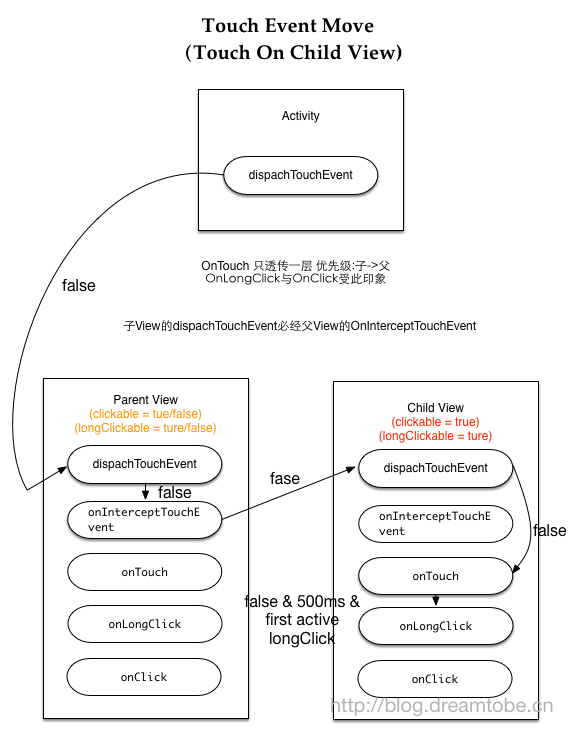 Touch Event Move
(Touch On Child View)
Activity
dispachTouchEvent
OnTouch 只透传一层 优先级:子->父
OnLongClick与OnClick受此印象
false
子View的dispachTouchEvent必经父View的OnInterceptTouchEvent
Parent View
(clickable = tue/false)
(longClickable = ture/false)
dispachTouchEvent
false
onInterceptTouchE
vent
onTouch
onLongClick
onClick
fase
Child View
(clickable = true)
(longClickable = ture)
dispachTouchEvent
onInterceptTouchE
vent
false
onTouch
false & 500ms &
first active
longClick
onLongClick
onClick
http://blog.dreamtobe.cn